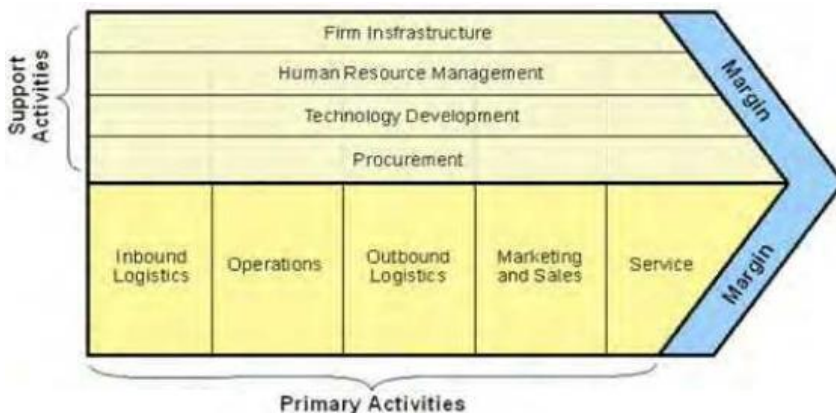 Firm Insfrastructure
Human Resource Management
Technology Development
Procurement
Support
Activities
Margin
Inbound
Logistics
Operations
Outbound
Logistics
Marketing
and Sales
Service
Margin
Primary Activities